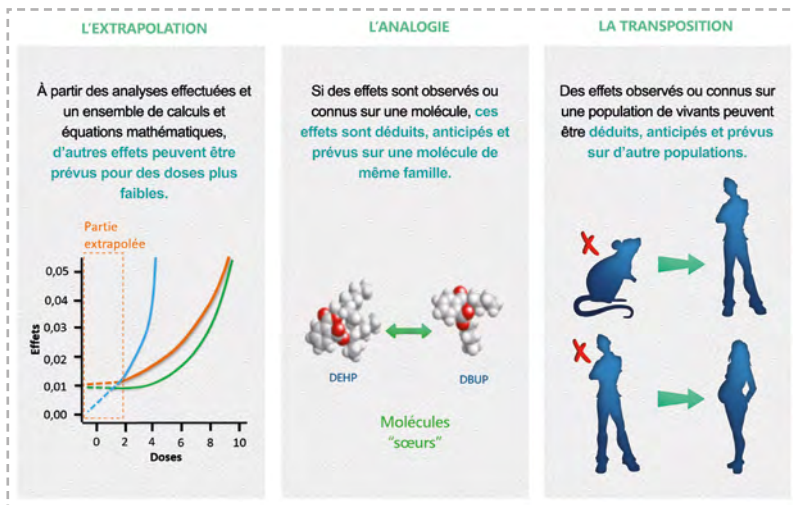 L'EXTRAPOLATION
À partir des analyses effectuées et
un ensemble de calculs et
équations mathématiques,
d'autres effets peuvent être
prévus pour des doses plus
faibles.
Partie
extrapolée
0,05
0,04
0,03
0,02
0,01
0,00
Effets
0 2 4 6 8 10
Doses
L'ANALOGIE
Si des effets sont observés ou
connus sur une molécule, ces
effets sont déduits, anticipés et
prévus sur une molécule de
même famille.
DEHP
DBUP
Molécules
"sœurs"
LA TRANSPOSITION
Des effets observés ou connus sur
une population de vivants peuvent
être déduits, anticipés et prévus
sur d'autre populations.